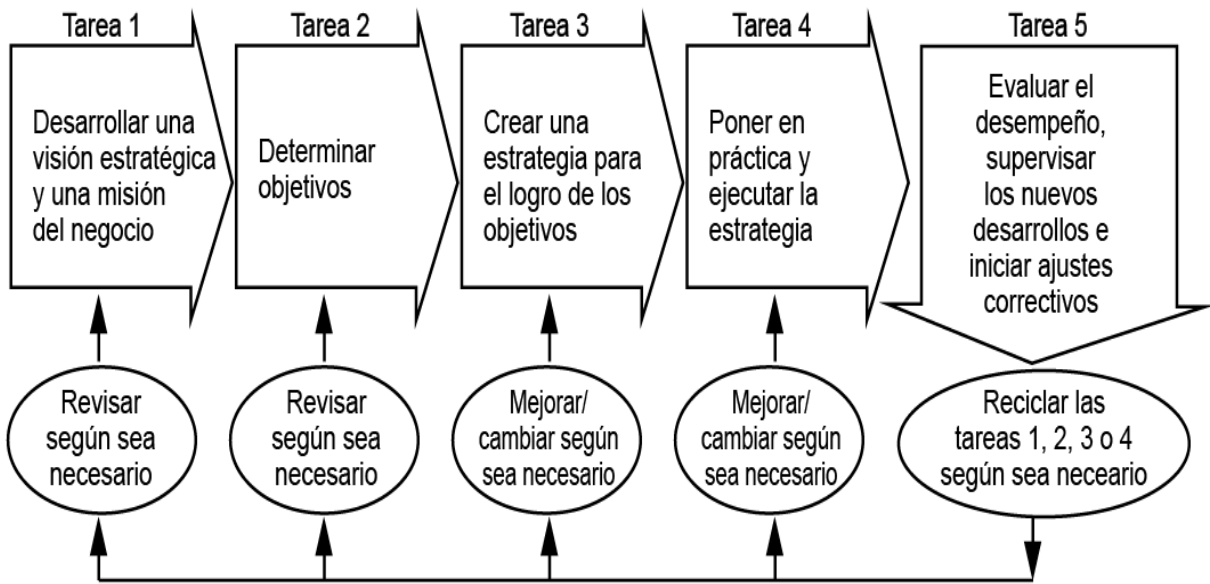 Tarea 1
Desarrollar una
visión estratégica
y una misión
del negocio
Tarea 2
Determinar
objetivos
Tarea 3
Crear una
estrategia para
el logro de los
objetivos
Tarea 4
Poner en
práctica y
ejecutar la
estrategia
Tarea 5
Evaluar el
desempeño,
supervisar
los nuevos
desarrollos e
iniciar ajustes
correctivos
Revisar
según sea
necesario
Revisar
según sea
necesario
Mejorar/
cambiar según
sea necesario
Mejorar/
cambiar según
sea necesario
Reciclar las
tareas 1, 2, 3 o 4
según sea neceario